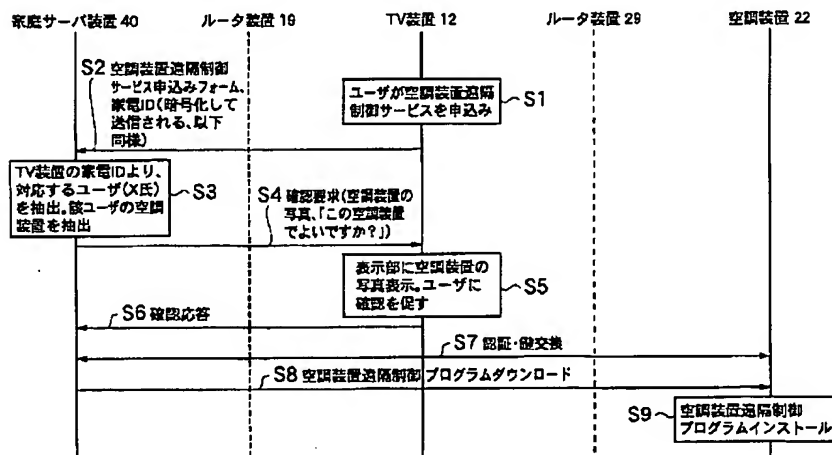 家庭サーバ装置 40
ルータ装置 19
TV装置 12
ルータ装置 29
空調装置 22
S2 空調装置遠隔制御
サービス申込みフォーム、
家電ID(暗号化して
送信される、以下
同様)
ユーザが空調装置遠隔
制御サービスを申込み
S1
TV装置の家電IDより、
対応するユーザ(X氏)
を抽出。該ユーザの空調
装置を抽出
S3
S4 確認要求(空調装置の
写真、「この空調装置
でよいですか?」)
表示部に空調装置の
写真表示。ユーザに
確認を促す
S5
S6 確認応答
S7 認証・鍵交換
S8 空調装置遠隔制御 プログラムダウンロード
S9
空調装置遠隔制御
プログラムインストール